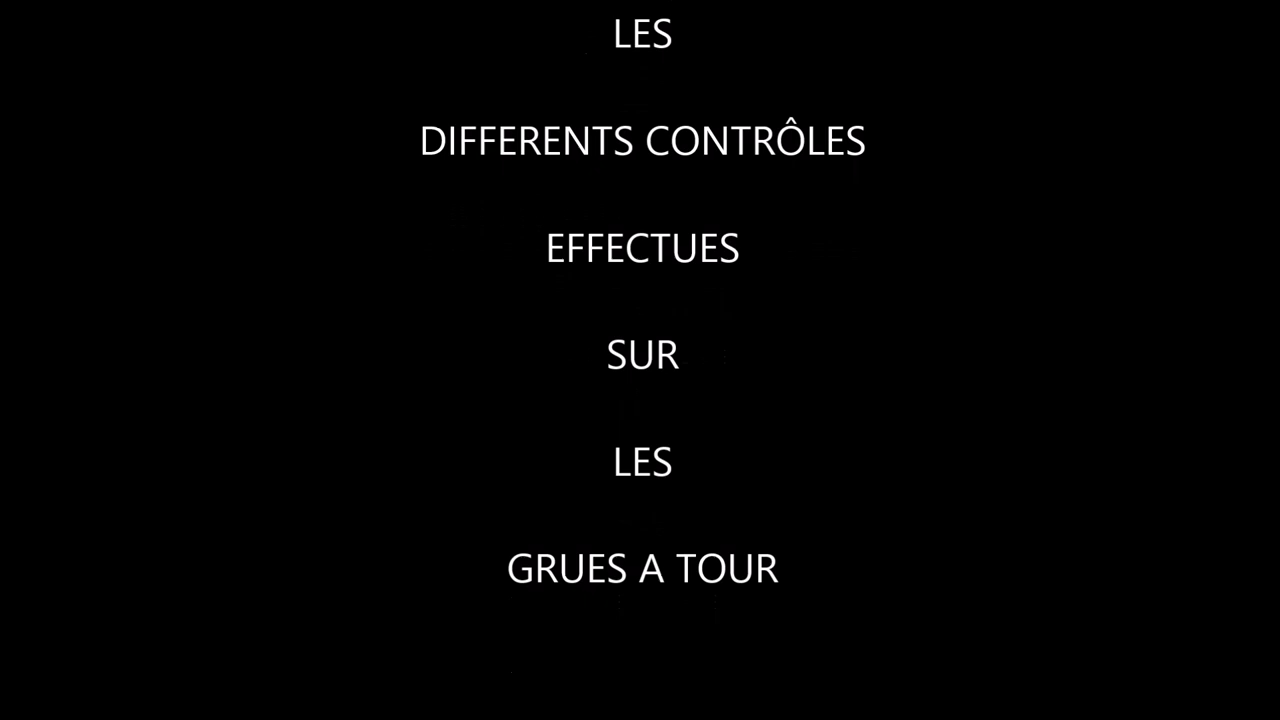 LES
DIFFERENTS CONTRÔLES
EFFECTUES
SUR
LES
GRUES A TOUR